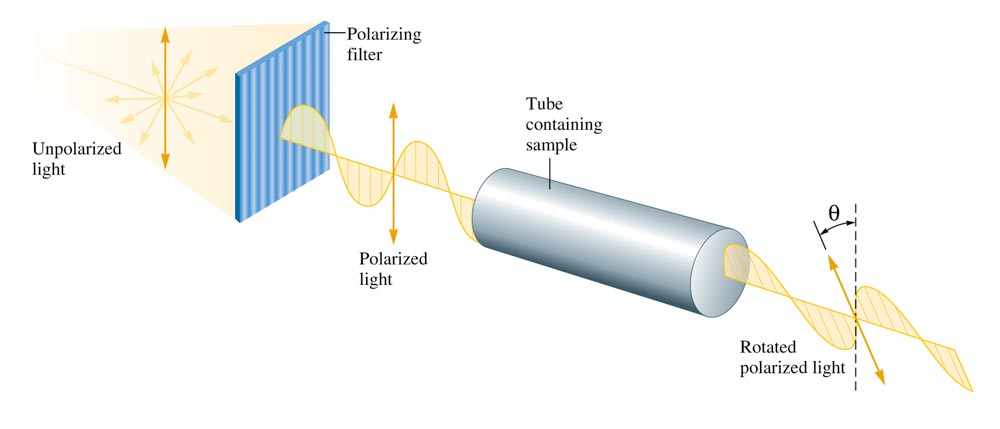 Polarizing
filter
Unpolarized
light
Polarized
light
Tube
containing
sample
θ
Rotated
polarized light